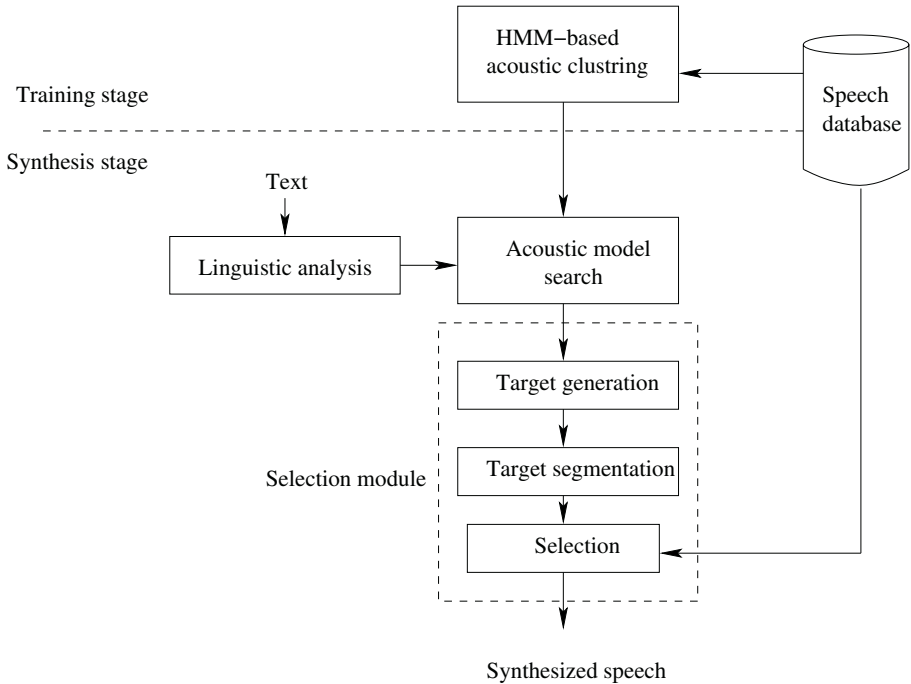 HMM−based
acoustic clustring
Training stage
Speech
database
Synthesis stage
Text
Linguistic analysis
Acoustic model
search
Target generation
Selection module
Target segmentation
Selection
Synthesized speech